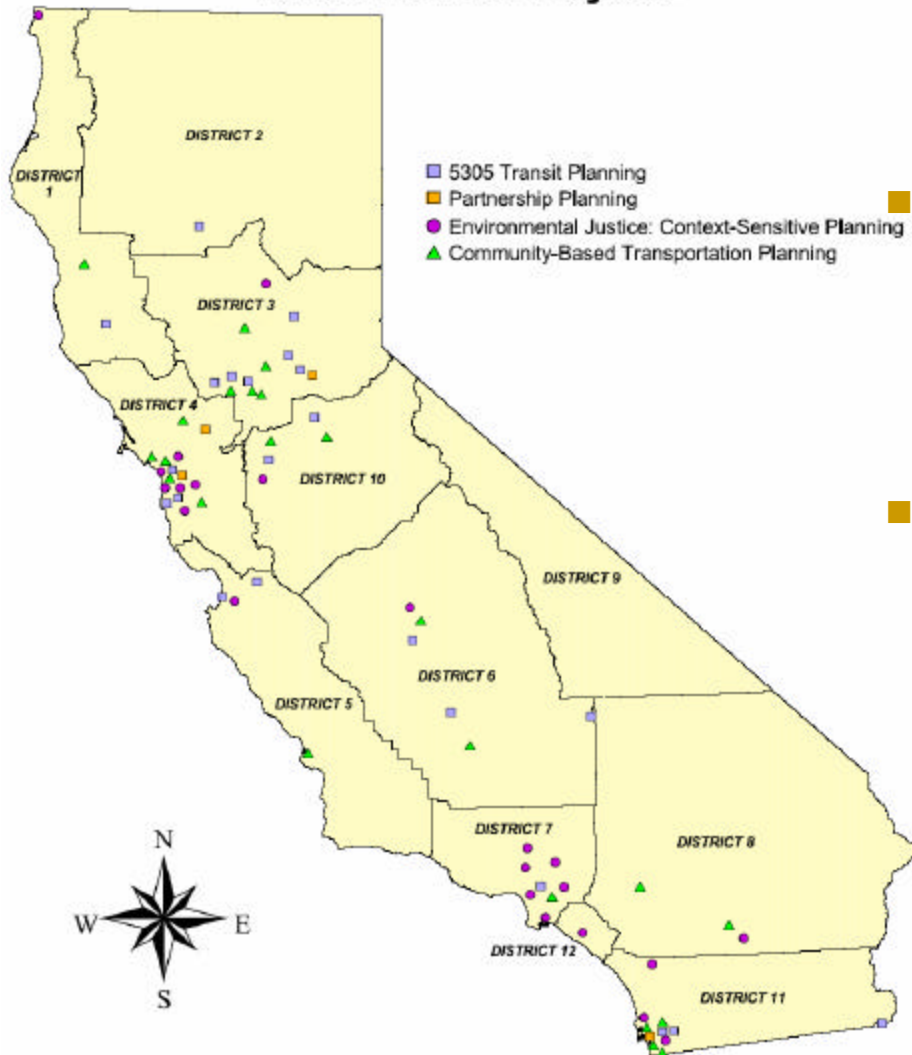 DISTRICT 2
DISTRICT
1
5305 Transit Planning
Partnership Planning
Environmental Justice: Context-Sensitive Planning
Community-Based Transportation Planning
DISTRICT 3
DISTRICT 4
DISTRICT 10
DISTRICT 9
DISTRICT 6
DISTRICT 5
DISTRICT 7
DISTRICT 8
N
W
E
S
DISTRICT 12
DISTRICT 11